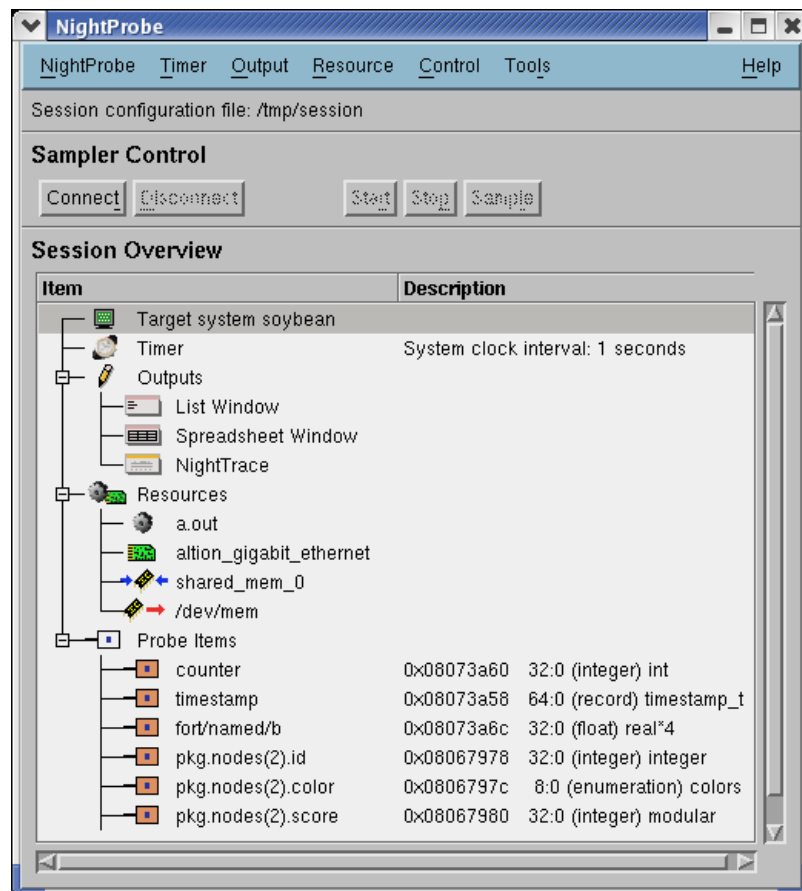 NightProbe
NightProbe Timer Output Resource Control Tools Help
Session configuration file: /tmp/session
Sampler Control
Connect Disconnect Start Stop Sample
Session Overview
Item Description
Target system soybean
Timer System clock interval: 1 seconds
Outputs
List Window
Spreadsheet Window
NightTrace
Resources
a.out
altion_gigabit_ethernet
shared_mem_0
/dev/mem
Probe Items
counter 0x08073a60 32:0 (integer) int
timestamp 0x08073a58 64:0 (record) timestamp_t
fort/named/b 0x08073a6c 32:0 (float) real*4
pkg.nodes(2).id 0x08067978 32:0 (integer) integer
pkg.nodes(2).color 0x0806797c 8:0 (enumeration) colors
pkg.nodes(2).score 0x08067980 32:0 (integer) modular